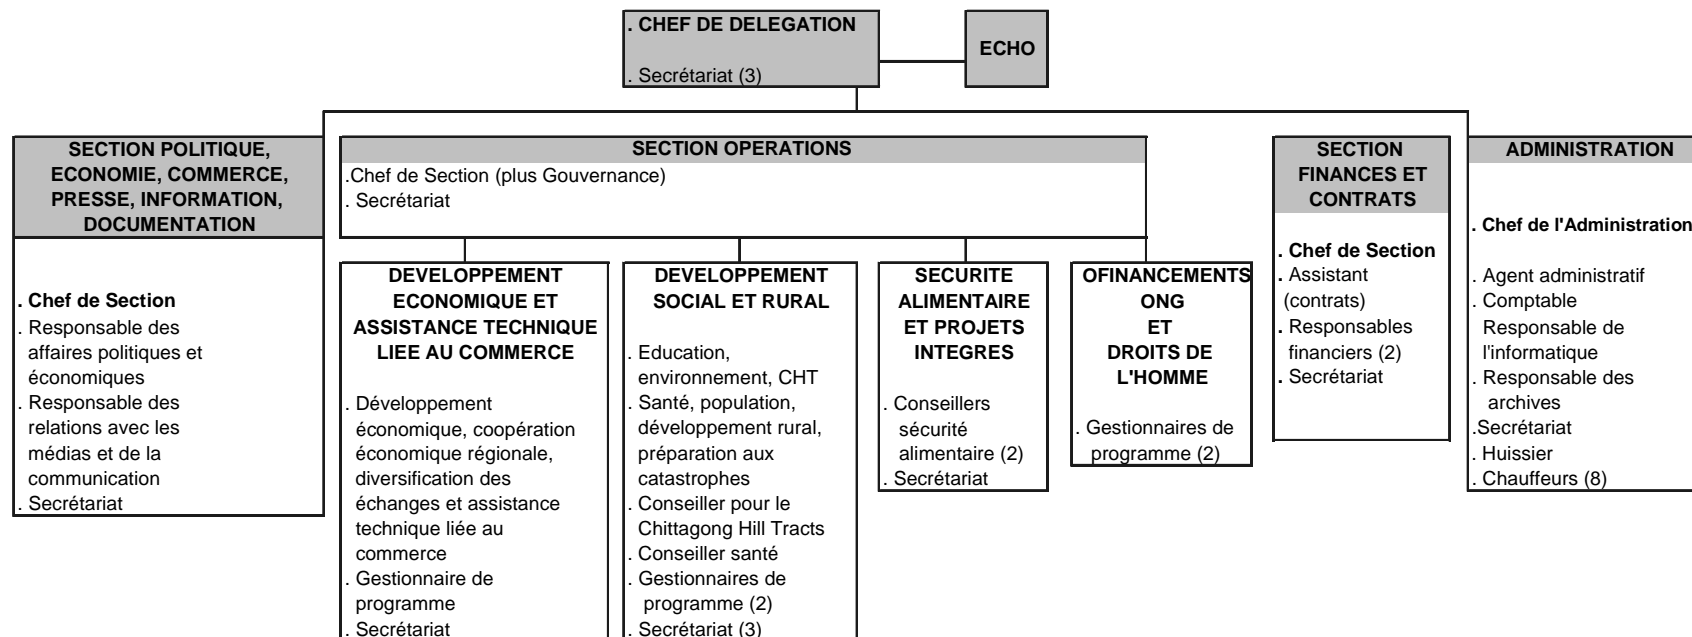 . CHEF DE DELEGATION
. Secrétariat (3)
ECHO
SECTION POLITIQUE,
ECONOMIE, COMMERCE,
PRESSE, INFORMATION,
DOCUMENTATION
. Chef de Section
. Responsable des
affaires politiques et
économiques
. Responsable des
relations avec les
médias et de la
communication
. Secrétariat
SECTION OPERATIONS
.Chef de Section (plus Gouvernance)
. Secrétariat
DEVELOPPEMENT
ECONOMIQUE ET
ASSISTANCE TECHNIQUE
LIEE AU COMMERCE
. Développement
économique, coopération
économique régionale,
diversification des
échanges et assistance
technique liée au
commerce
. Gestionnaire de
programme
. Secrétariat
DEVELOPPEMENT
SOCIAL ET RURAL
. Education,
environnement, CHT
. Santé, population,
développement rural,
préparation aux
catastrophes
. Conseiller pour le
Chittagong Hill Tracts
. Conseiller santé
. Gestionnaires de
programme (2)
. Secrétariat (3)
SECURITE
ALIMENTAIRE
ET PROJETS
INTEGRES
. Conseillers
sécurité
alimentaire (2)
. Secrétariat
OFINANCEMENTS
ONG
ET
DROITS DE
L'HOMME
. Gestionnaires de
programme (2)
SECTION
FINANCES ET
CONTRATS
. Chef de Section
. Assistant
(contrats)
. Responsables
financiers (2)
. Secrétariat
ADMINISTRATION
. Chef de l'Administration
. Agent administratif
. Comptable
Responsable de
l'informatique
. Responsable des
archives
.Secrétariat
. Huissier
. Chauffeurs (8)